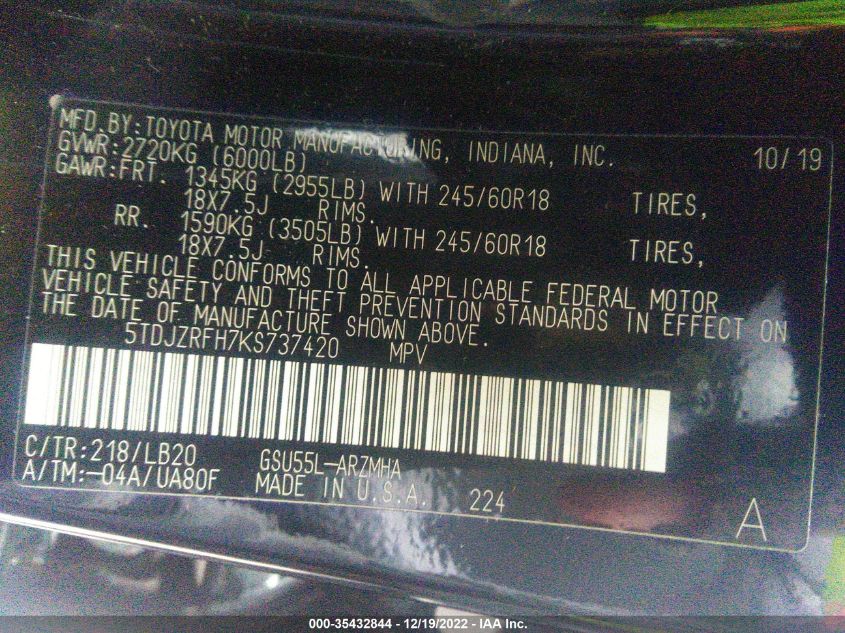 MFD.BY:TOYOTA MOTOR MANUFACTURING, INDIANA, INC. 10/19
GVWR:2720KG (6000LB)
GAWR:FRT. 1345KG (2955LB) WITH 245/60R18 TIRES,
18X7.5J RIMS.
RR. 1590KG (3505LB) WITH 245/60R18 TIRES,
18X7.5J RIMS.
THIS VEHICLE CONFORMS TO ALL APPLICABLE FEDERAL MOTOR
VEHICLE SAFETY AND THEFT PREVENTION STANDARDS IN EFFECT ON
THE DATE OF MANUFACTURE SHOWN ABOVE.
5TDJZRFH7KS737420 MPV
C/TR:218/LB20 GSU55L-ARZMHA
A/TM:-04A/UA80F MADE IN U.S.A. 224
A
000-35432844 - 12/19/2022 - IAA Inc.